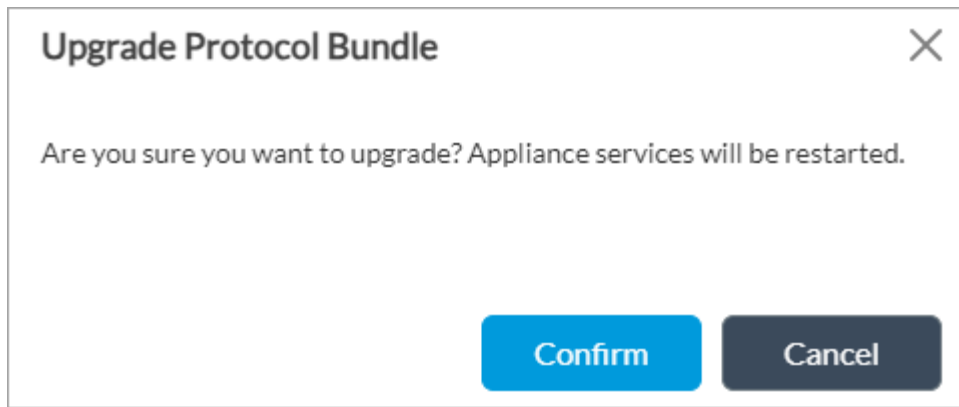 Upgrade Protocol Bundle
Are you sure you want to upgrade? Appliance services will be restarted.
Confirm
Cancel